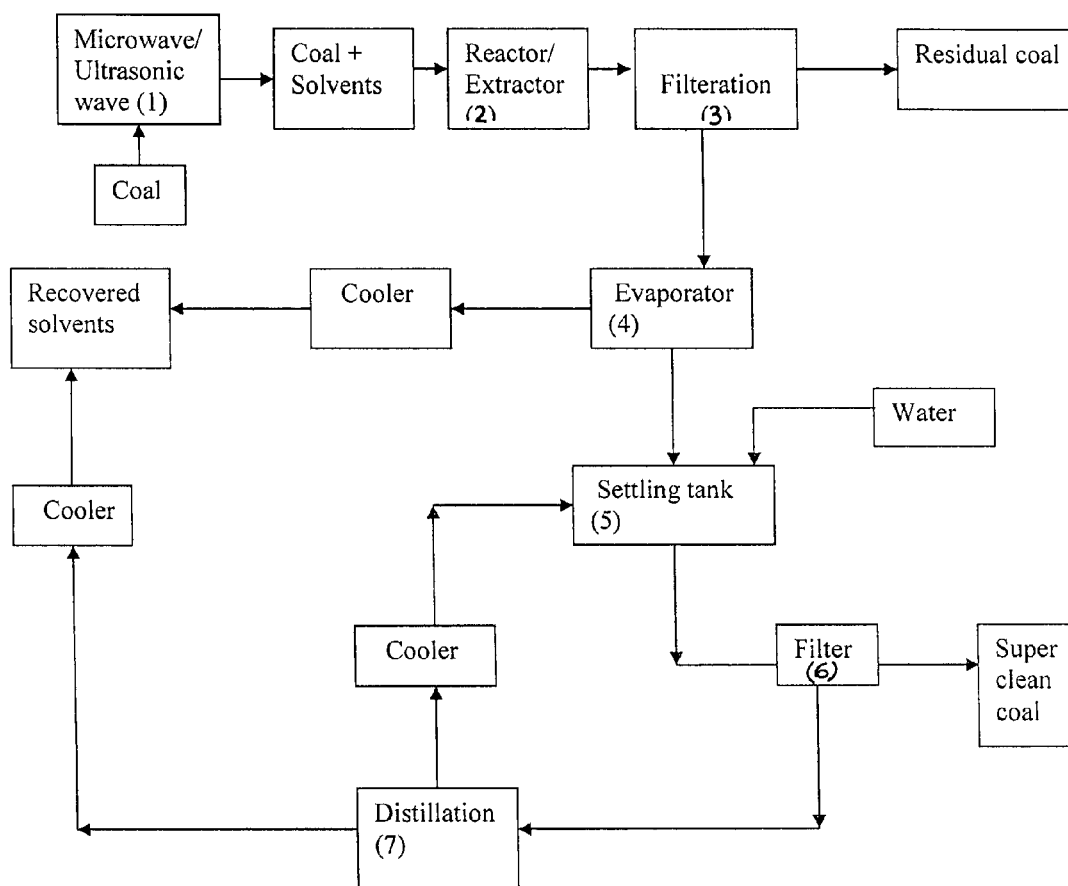 Microwave/
Ultrasonic
wave (1)
Coal +
Solvents
Reactor/
Extractor
(2)
Filteration
(3)
Residual coal
Coal
Recovered
solvents
Cooler
Evaporator
(4)
Water
Cooler
Settling tank
(5)
Cooler
Filter
(6)
Super
clean
coal
Distillation
(7)